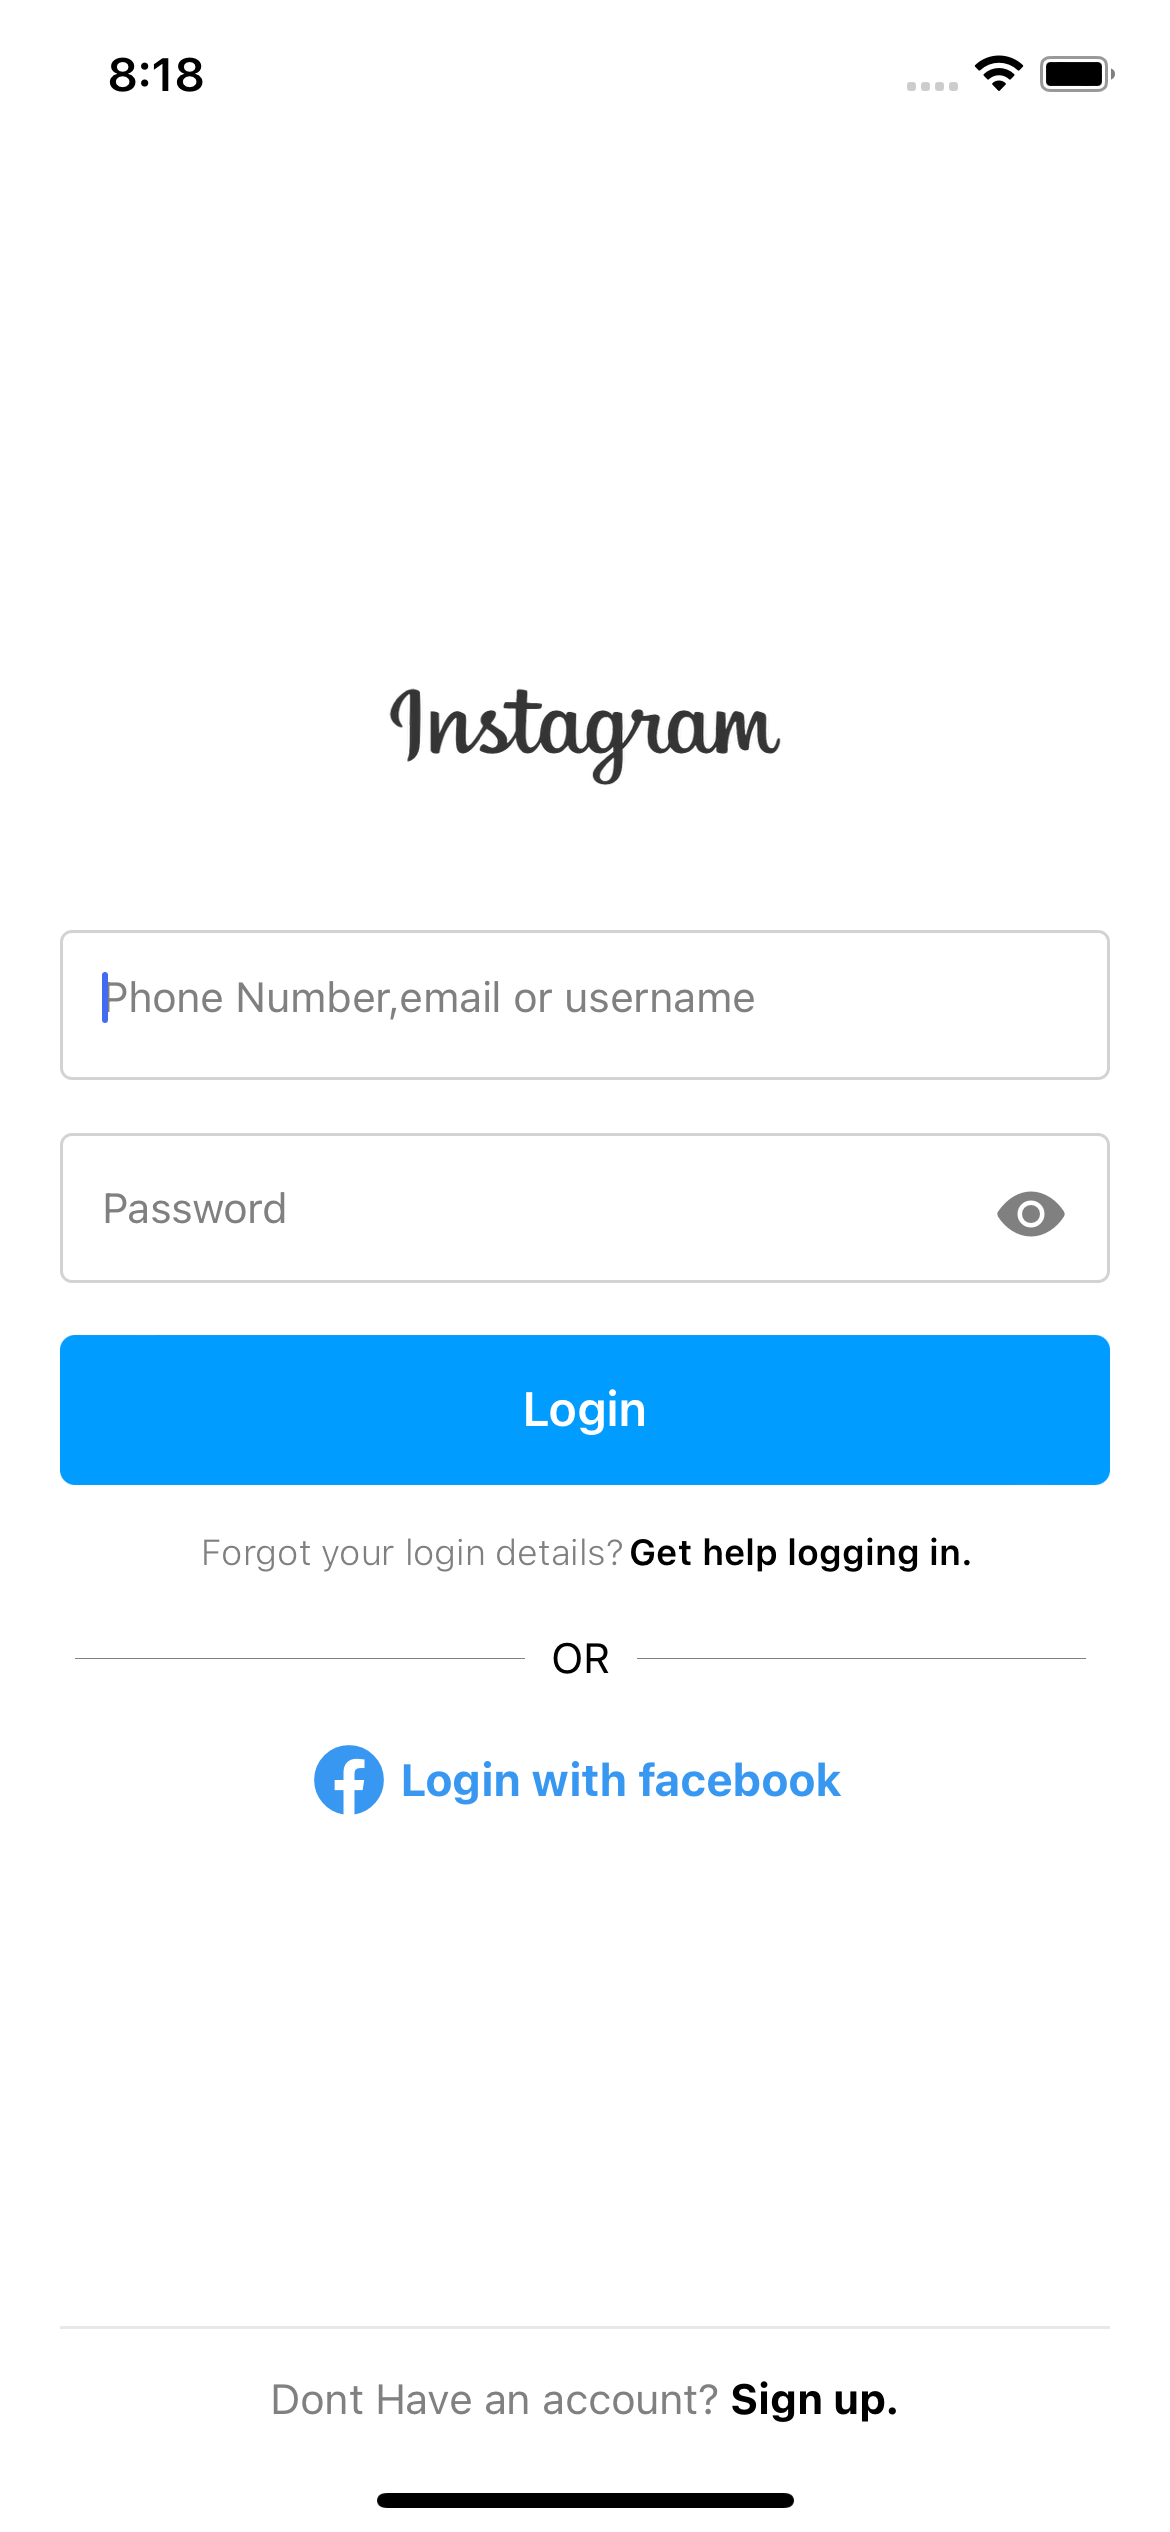 8:18
Instagram
Phone Number,email or username
Password
Login
Forgot your login details? Get help logging in.
OR
Login with facebook
Dont Have an account? Sign up.